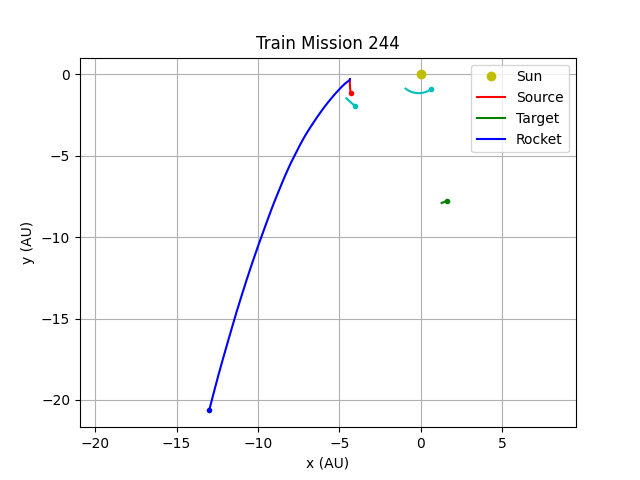 Train Mission 244
Sun
Source
Target
Rocket
0
−5
−10
−15
−20
y (AU)
−20
−15
−10
−5
0
5
x (AU)